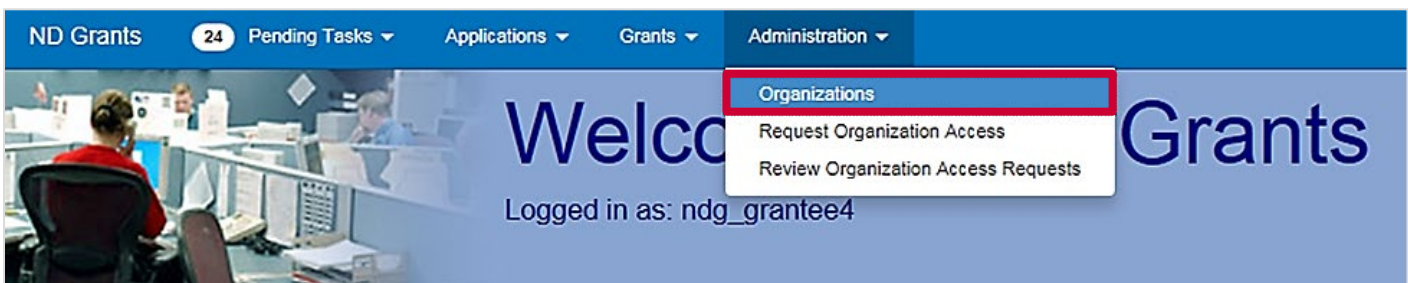 ND Grants 24 Pending Tasks Applications Grants Administration
Organizations
Request Organization Access
Review Organization Access Requests
Welco Grants
Logged in as: ndg_grantee4